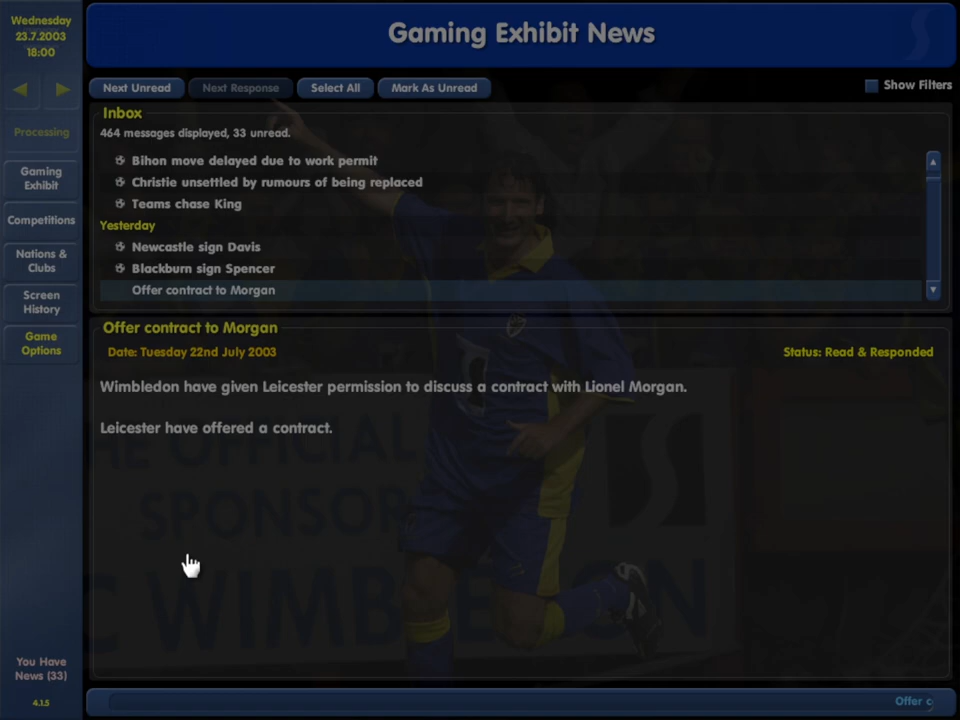 Wednesday
23.7.2003
18:00
Processing
Gaming
Exhibit
Competitions
Nations &
Clubs
Screen
History
Game
Options
You Have
News (33)
4.1.5
Gaming Exhibit News
Next Unread
Next Response
Select All
Mark As Unread
Show Filters
Inbox
464 messages displayed, 33 unread.
Bihon move delayed due to work permit
Christie unsettled by rumours of being replaced
Teams chase King
Yesterday
Newcastle sign Davis
Blackburn sign Spencer
Offer contract to Morgan
Offer contract to Morgan
Date: Tuesday 22nd July 2003
Status: Read & Responded
Wimbledon have given Leicester permission to discuss a contract with Lionel Morgan.
Leicester have offered a contract.
HE OFFICIAL
SPONSOR
C WIMBLEDON
Offer c